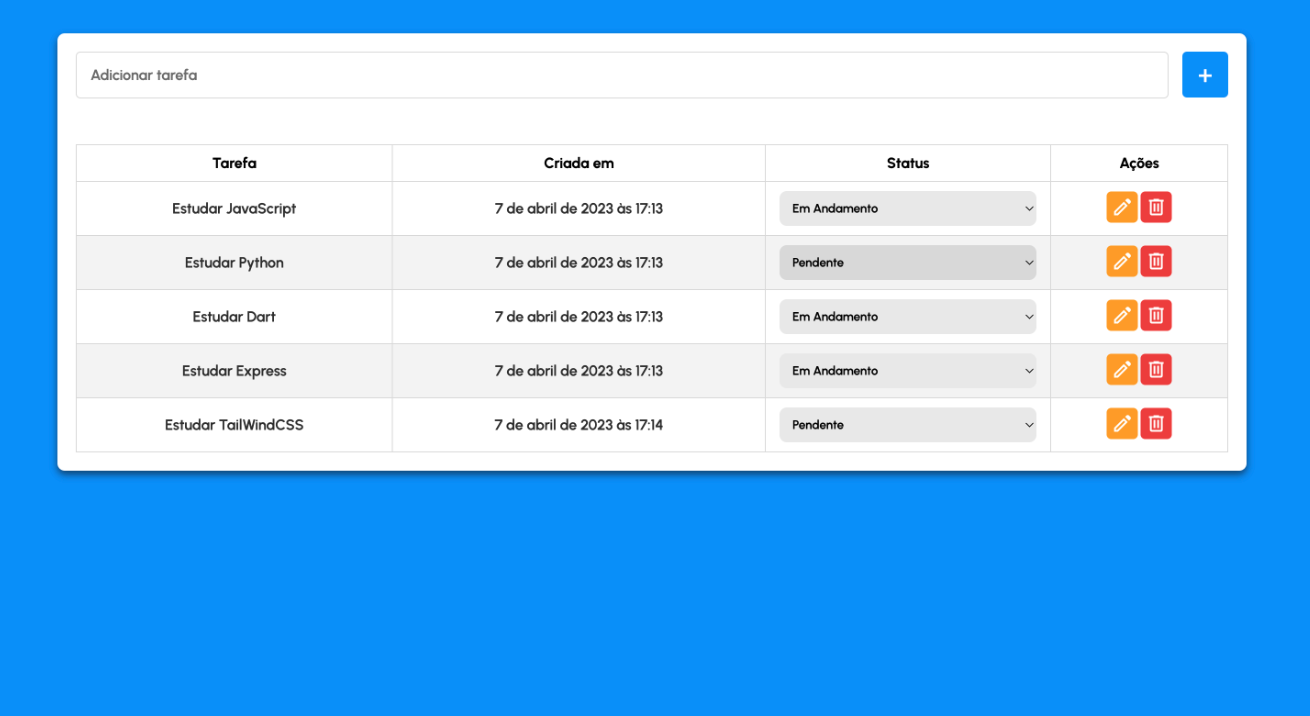 Adicionar tarefa +
Tarefa Criada em Status Ações
Estudar JavaScript 7 de abril de 2023 às 17:13 Em Andamento
Estudar Python 7 de abril de 2023 às 17:13 Pendente
Estudar Dart 7 de abril de 2023 às 17:13 Em Andamento
Estudar Express 7 de abril de 2023 às 17:13 Em Andamento
Estudar TailWindCSS 7 de abril de 2023 às 17:14 Pendente